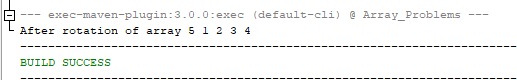 --- exec-maven-plugin:3.0.0:exec (default-cli) @ Array_Problems ---
After rotation of array 5 1 2 3 4
------------------------------------------------------------------------
BUILD SUCCESS
------------------------------------------------------------------------